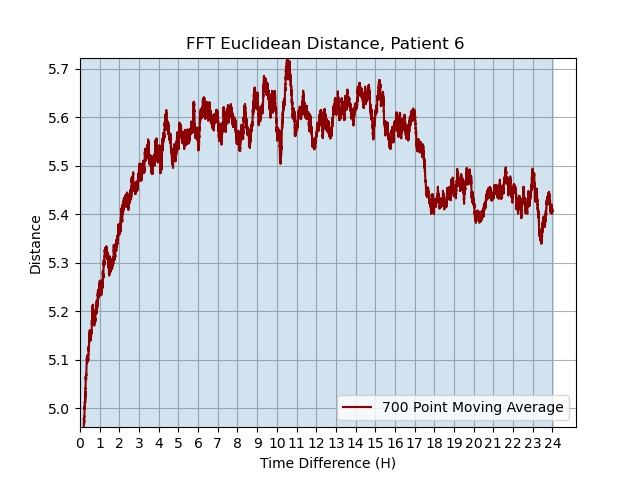 FFT Euclidean Distance, Patient 6
5.7
5.6
5.5
5.4
5.3
5.2
5.1
5.0
Distance
700 Point Moving Average
0 1 2 3 4 5 6 7 8 9 10 11 12 13 14 15 16 17 18 19 20 21 22 23 24
Time Difference (H)